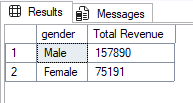 Results Messages
gender Total Revenue
1 Male 157890
2 Female 75191